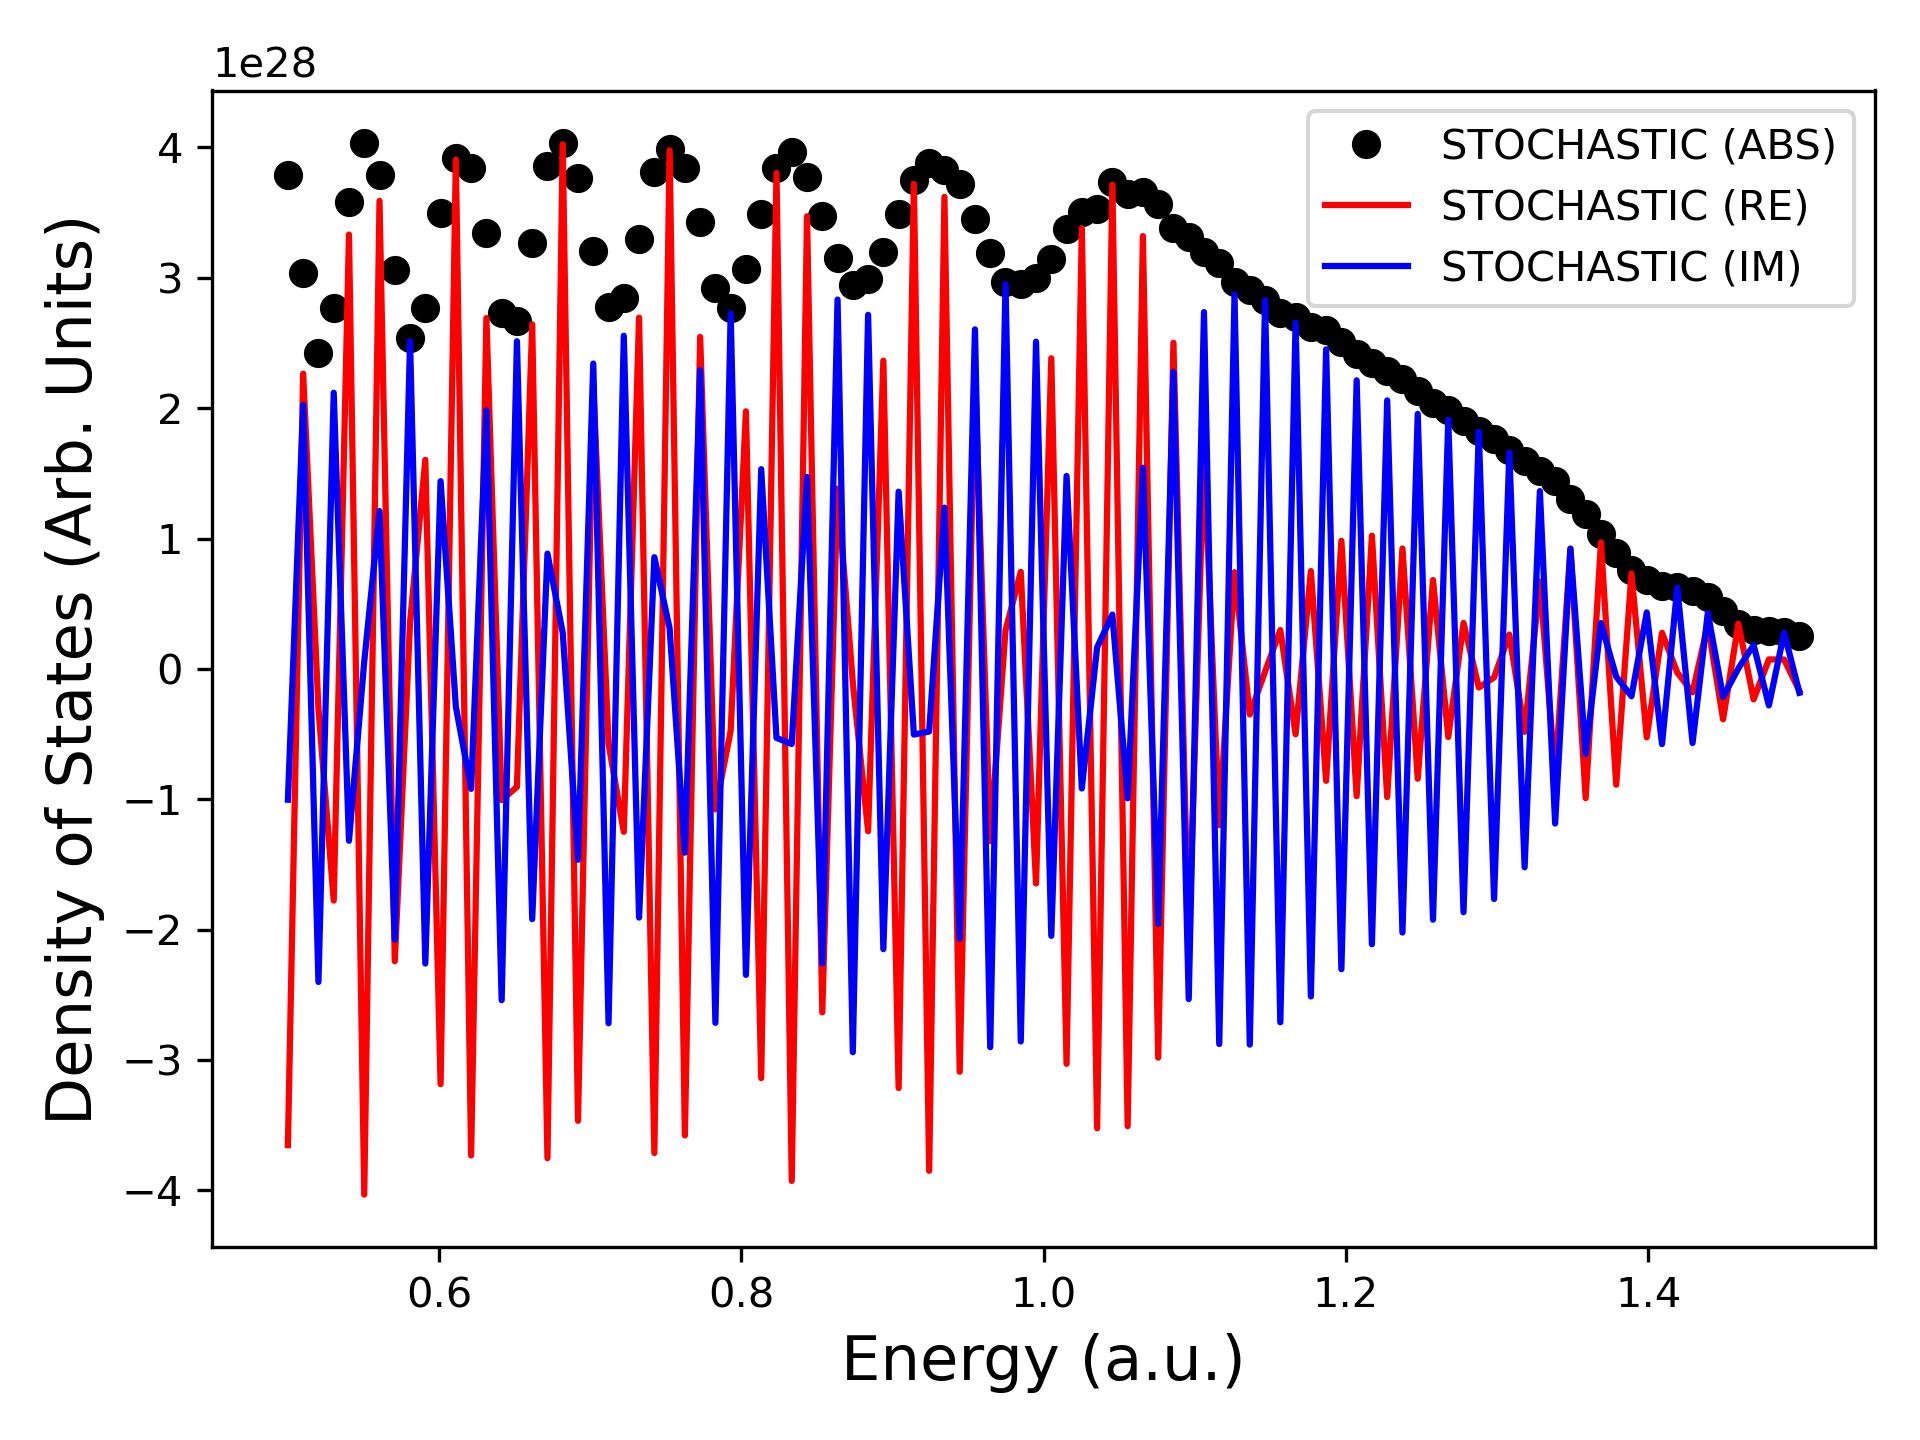 1e28
STOCHASTIC (ABS)
STOCHASTIC (RE)
STOCHASTIC (IM)
Density of States (Arb. Units)
4
3
2
1
0
−1
−2
−3
−4
0.6 0.8 1.0 1.2 1.4
Energy (a.u.)